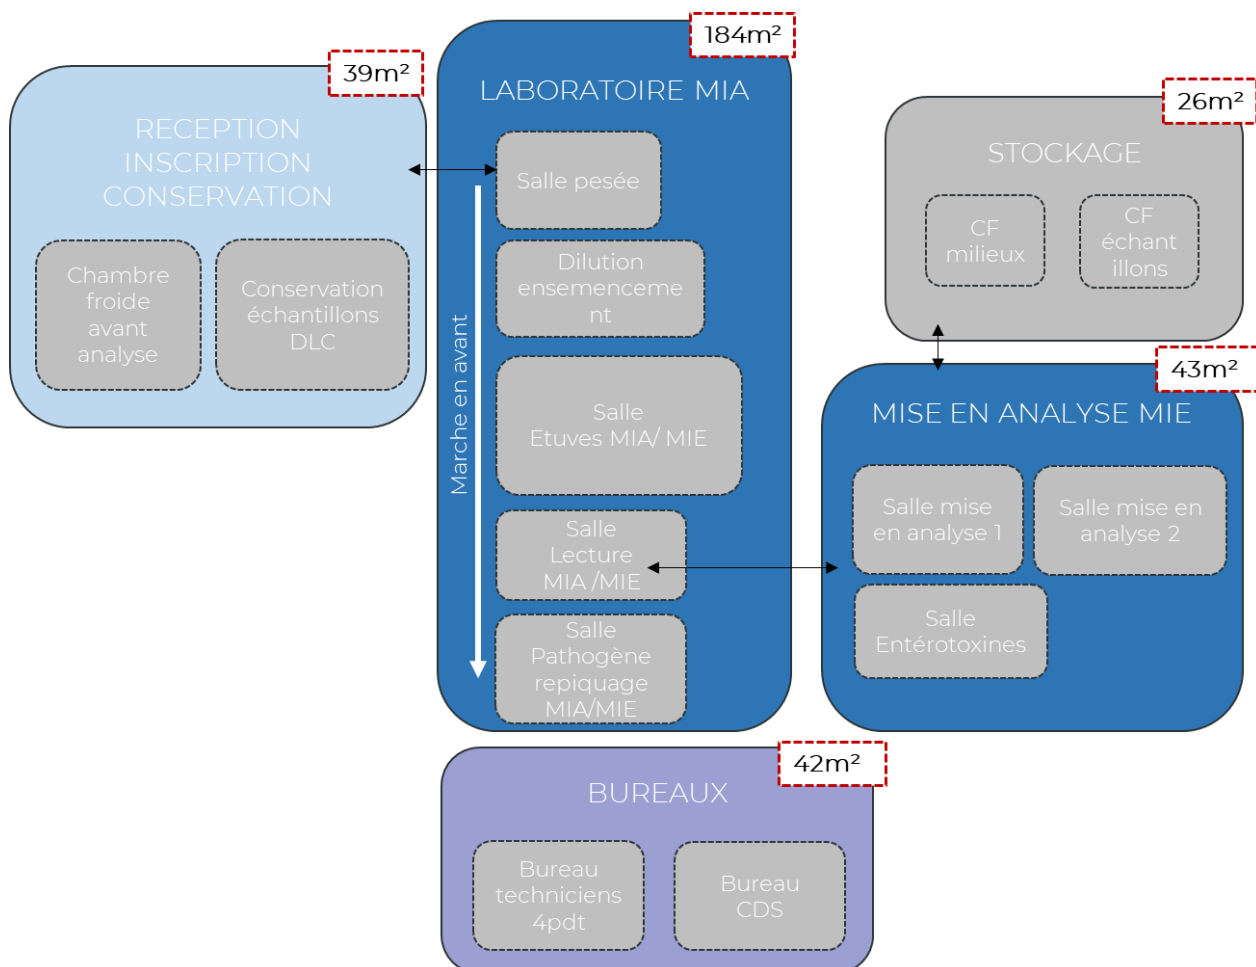 39m²
RECEPTION
INSCRIPTION
CONSERVATION
Chambre
froide
avant
analyse
Conservation
échantillons
DLC
184m²
LABORATOIRE MIA
Marche en avant
Salle pesée
Dilution
ensemenceme
nt
Salle
Etuves MIA/ MIE
Salle
Lecture
MIA /MIE
Salle
Pathogène
repiquage
MIA/MIE
26m²
STOCKAGE
CF
milieux
CF
échant
illons
43m²
MISE EN ANALYSE MIE
Salle mise
en analyse 1
Salle mise en
analyse 2
Salle
Entérotoxines
42m²
BUREAUX
Bureau
techniciens
4pdt
Bureau
CDS